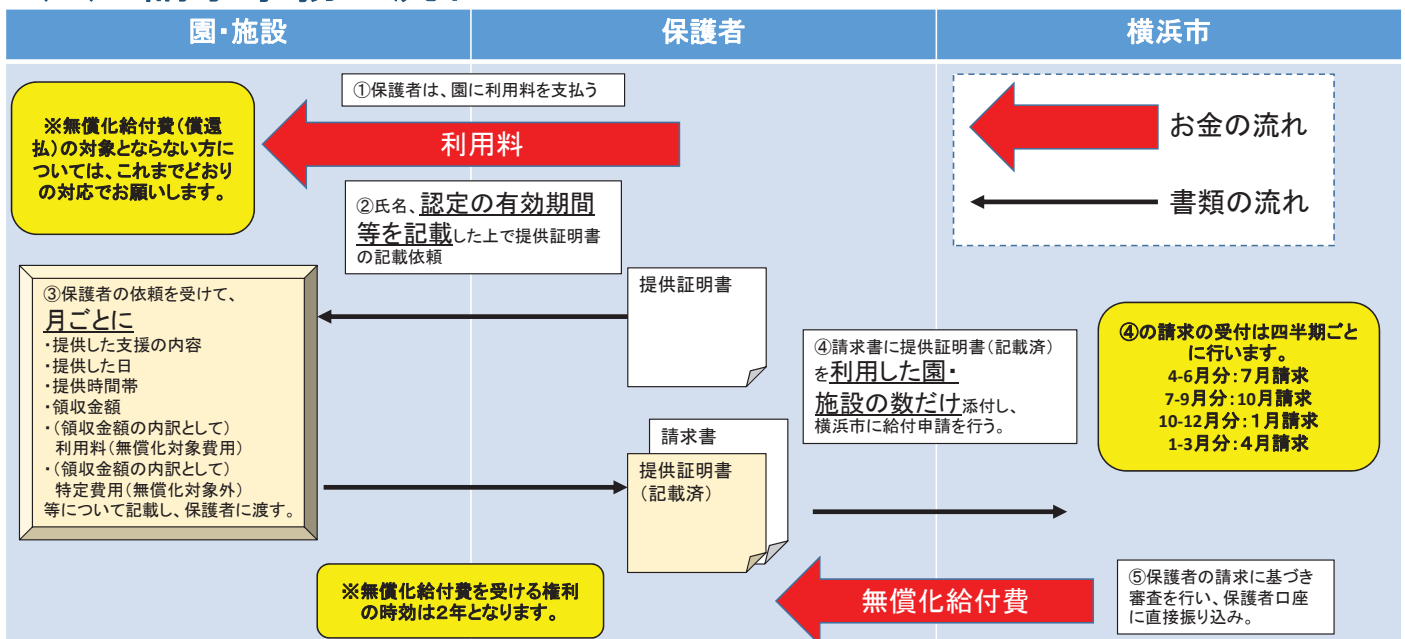 園・施設
保護者
横浜市
①保護者は、園に利用料を支払う
※無償化給付費(償還
払)の対象とならない方に
ついては、これまでどおり
の対応でお願いします。
利用料
お金の流れ
書類の流れ
②氏名、認定の有効期間
等を記載した上で提供証明書
の記載依頼
③保護者の依頼を受けて、
月ごとに
・提供した支援の内容
・提供した日
・提供時間帯
・領収金額
・(領収金額の内訳として)
利用料(無償化対象費用)
・(領収金額の内訳として)
特定費用(無償化対象外)
等について記載し、保護者に渡す。
提供証明書
④請求書に提供証明書(記載済)
を利用した園・
施設の数だけ添付し、
横浜市に給付申請を行う。
④の請求の受付は四半期ごと
に行います。
4-6月分:7月請求
7-9月分:10月請求
10-12月分:1月請求
1-3月分:4月請求
請求書
提供証明書
(記載済)
※無償化給付費を受ける権利
の時効は2年となります。
無償化給付費
⑤保護者の請求に基づき
審査を行い、保護者口座
に直接振り込み。